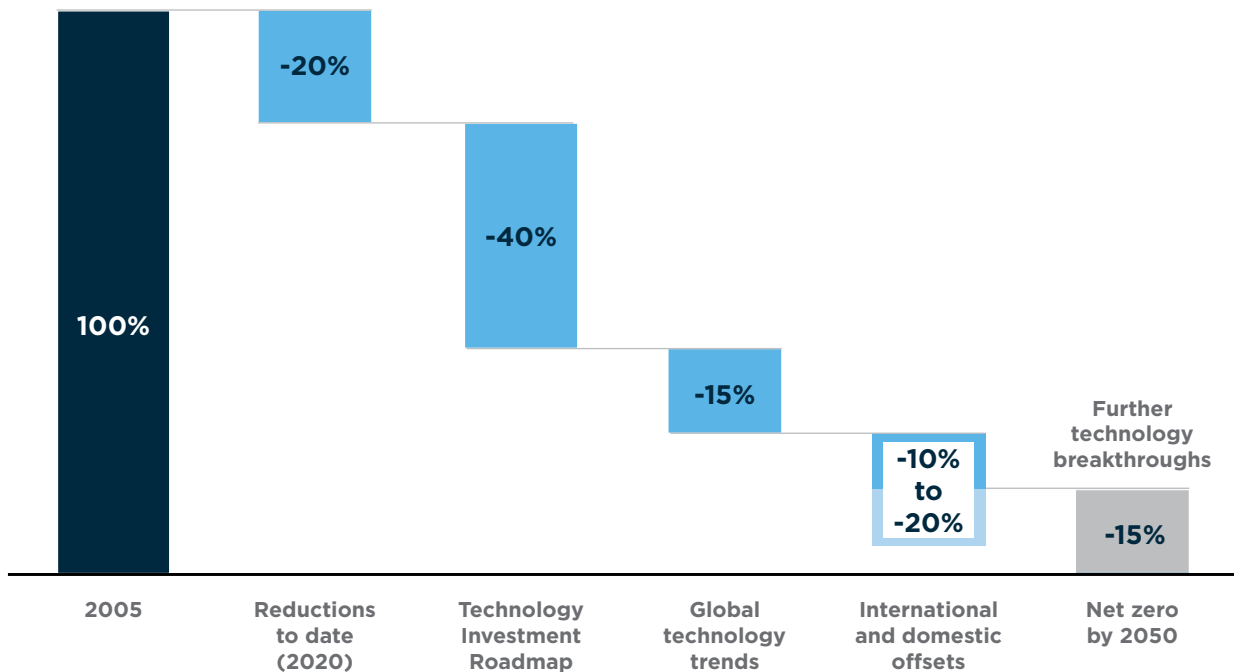 100%
-20%
-40%
-15%
-10%
to
-20%
Further
technology
breakthroughs
-15%
2005
Reductions
to date
(2020)
Technology
Investment
Roadmap
Global
technology
trends
International
and domestic
offsets
Net zero
by 2050